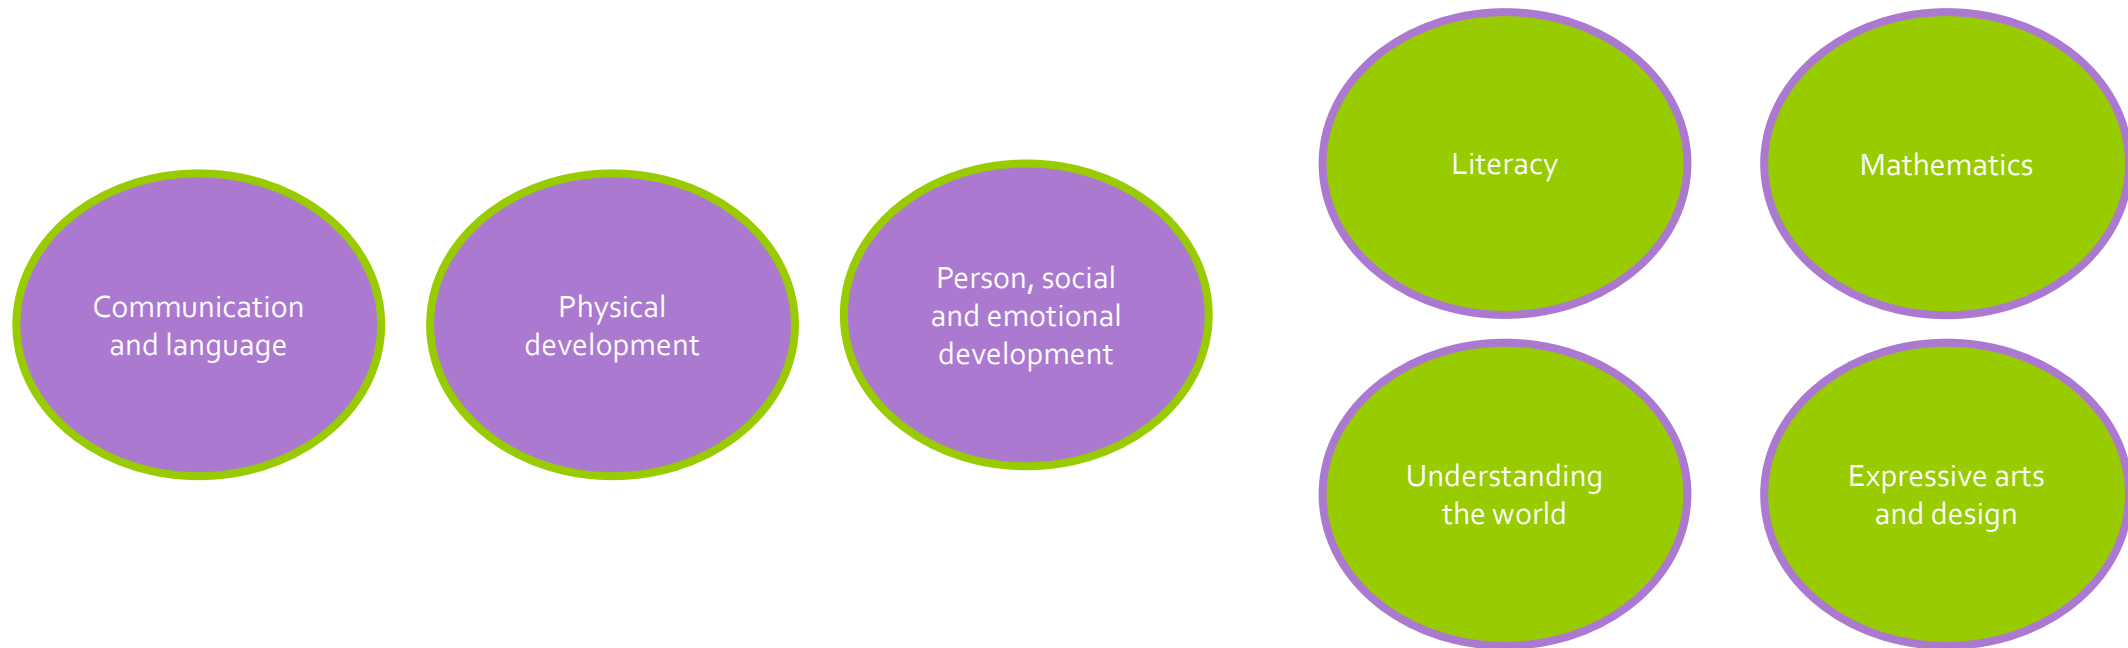 Communication
and language
Physical
development
Person, social
and emotional
development
Literacy
Mathematics
Understanding
the world
Expressive arts
and design